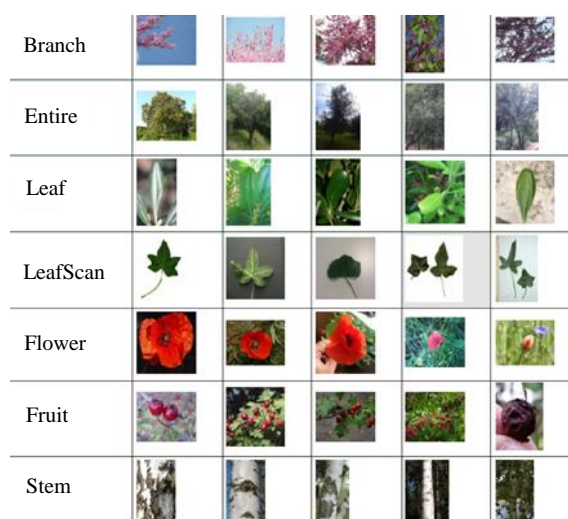 Branch
Entire
Leaf
LeafScan
Flower
Fruit
Stem